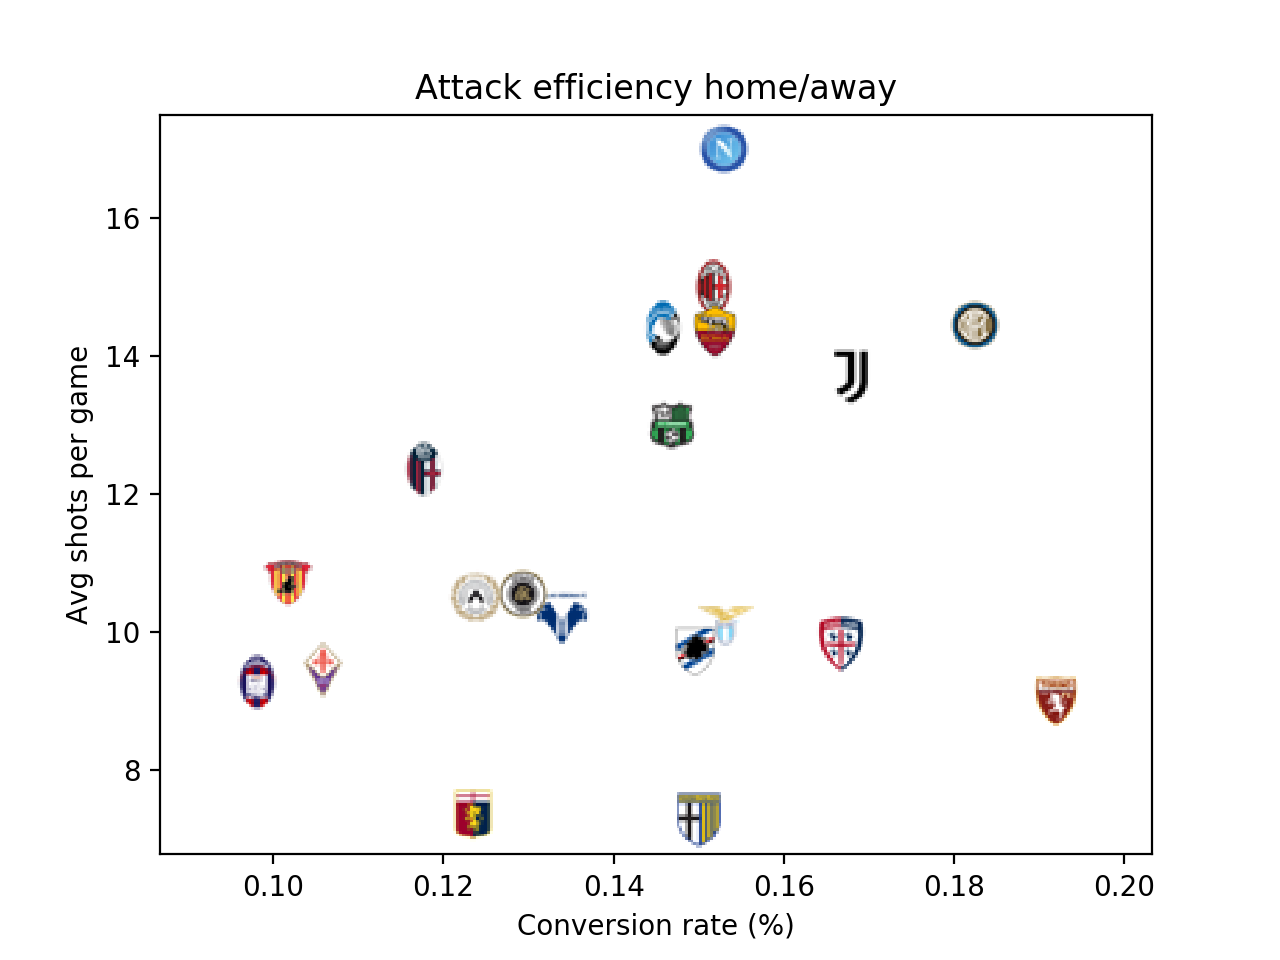 Attack efficiency home/away
Avg shots per game
16
14
12
10
8
0.10 0.12 0.14 0.16 0.18 0.20
Conversion rate (%)
N
TORINO